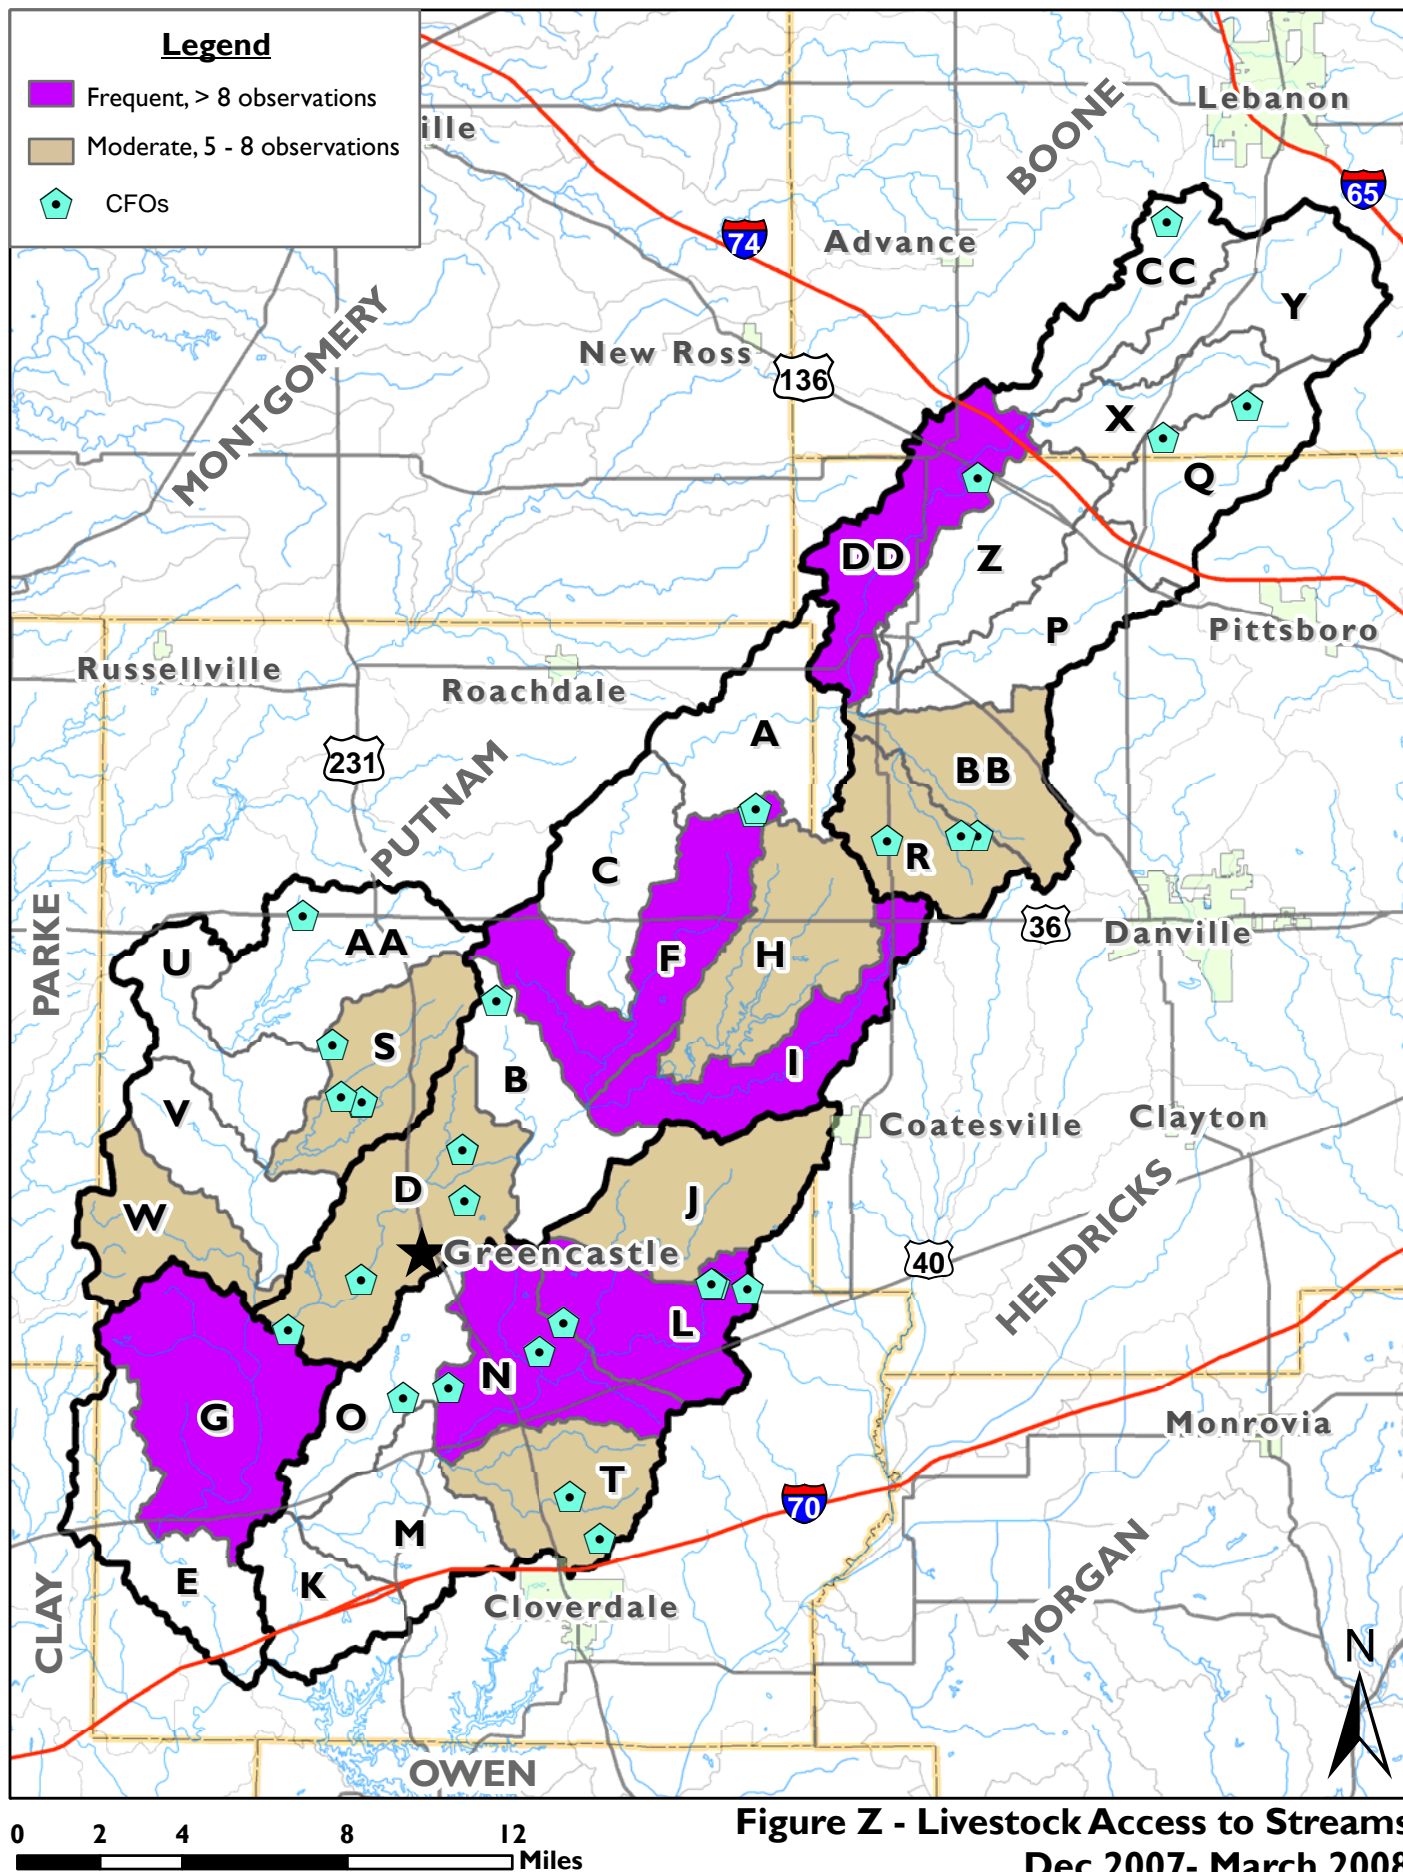 Legend
Frequent, > 8 observations
Moderate, 5 - 8 observations
CFOs
ille
Lebanon
BOONE
65
74
Advance
CC
Y
MONTGOMERY
New Ross
136
X
Q
DD
Z
P
Pittsboro
Russellville
Roachdale
A
231
PUTNAM
BB
C
R
PARKE
36
Danville
AA
U
F
H
S
I
B
V
Coatesville
Clayton
D
J
W
Greencastle
40
HENDRICKS
L
N
G
O
Monrovia
T
70
M
MORGAN
E
K
CLAY
Cloverdale
N
OWEN
Figure Z - Livestock Access to Streams
Dec 2007- March 2008
0 2 4 8 12
Miles